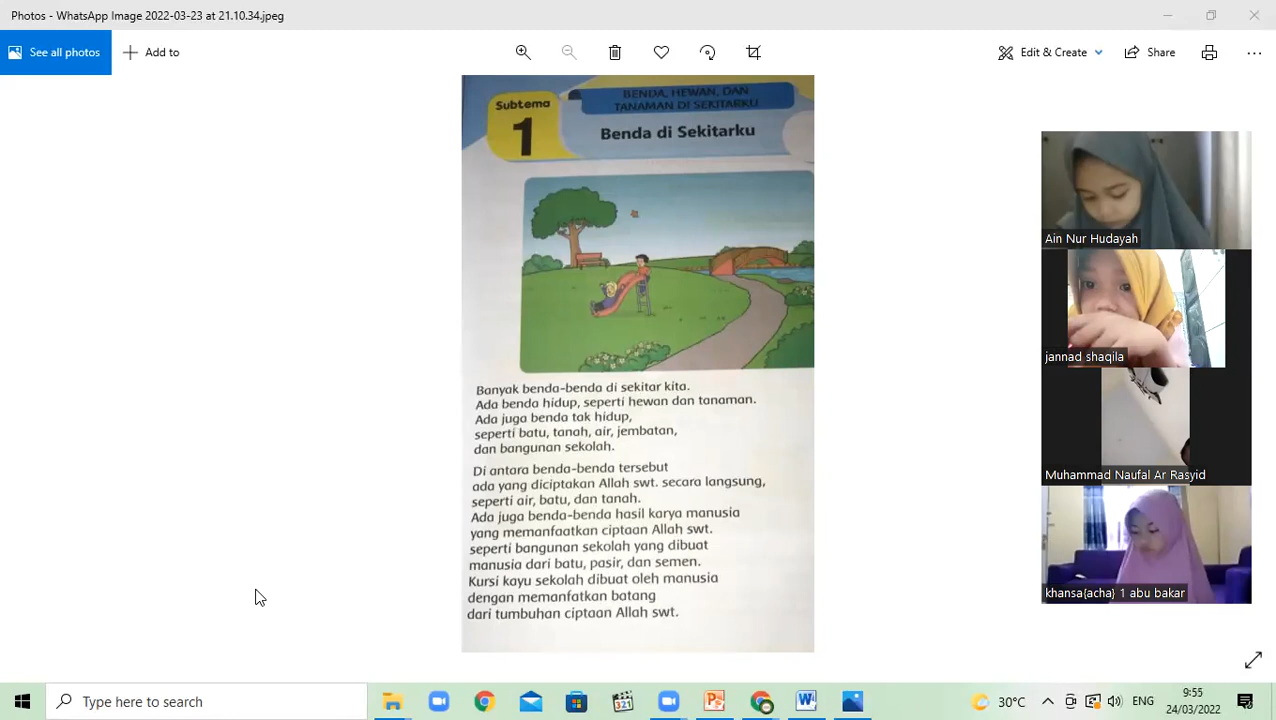 Photos - WhatsApp Image 2022-03-23 at 21.10.34.jpeg
See all photos
Add to
Edit & Create
Share
Subtema
1
BENDA, HEWAN, DAN
TANAMAN DI SEKITARKU
Benda di Sekitarku
Banyak benda-benda di sekitar kita.
Ada benda hidup, seperti hewan dan tanaman.
Ada juga benda tak hidup,
seperti batu, tanah, air, jembatan,
dan bangunan sekolah.
Di antara benda-benda tersebut
ada yang diciptakan Allah swt. secara langsung,
seperti air, batu, dan tanah.
Ada juga benda-benda hasil karya manusia
yang memanfaatkan ciptaan Allah swt.
seperti bangunan sekolah yang dibuat
manusia dari batu, pasir, dan semen.
Kursi kayu sekolah dibuat oleh manusia
dengan memanfatkan batang
dari tumbuhan ciptaan Allah swt.
Ain Nur Hudayah
jannad shaqila
Muhammad Naufal Ar Rasyid
khansa(acha) 1 abu bakar
Type here to search
321
30°C
ENG
9:55
24/03/2022